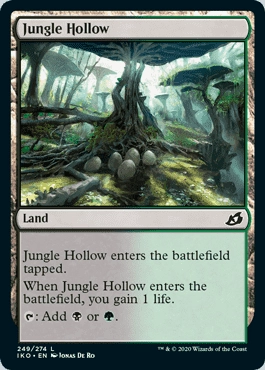 Jungle Hollow
Land
Jungle Hollow enters the battlefield
tapped.
When Jungle Hollow enters the
battlefield, you gain 1 life.
: Add or .
249/274 L
IKO • EN Jonas De Ro
™ & © 2020 Wizards of the Coast